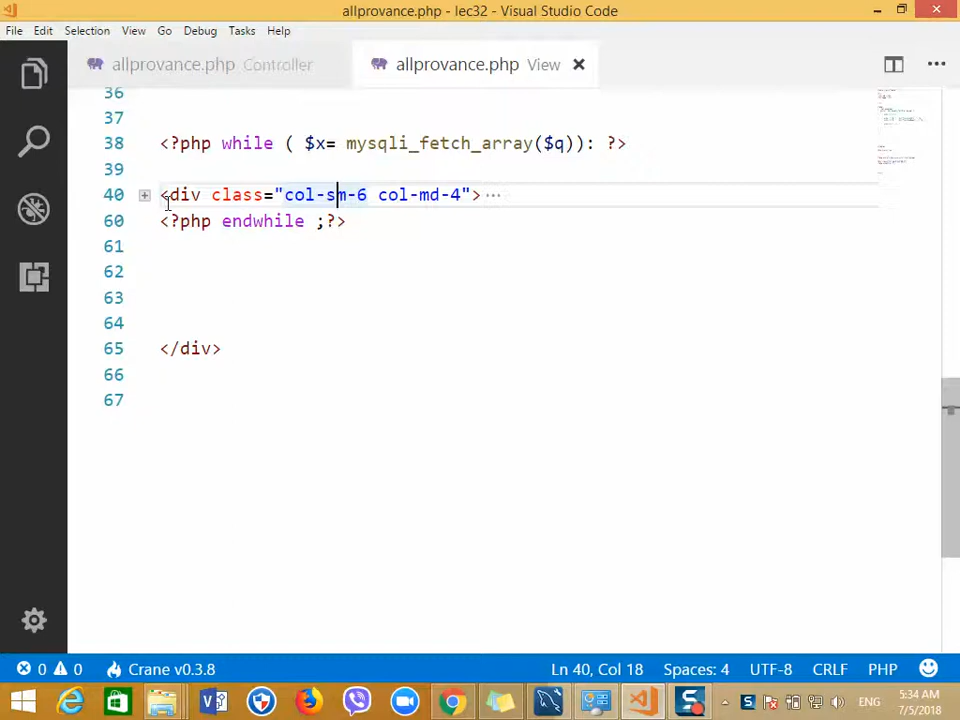 allprovance.php - lec32 - Visual Studio Code
File Edit Selection View Go Debug Tasks Help
allprovance.php Controller
allprovance.php View
36
37
38 <?php while ( $x= mysqli_fetch_array($q)): ?>
39
40 <div class="col-sm-6 col-md-4">···
60 <?php endwhile ;?>
61
62
63
64
65 </div>
66
67
0 0 Crane v0.3.8 Ln 40, Col 18 Spaces: 4 UTF-8 CRLF PHP
ENG 5:34 AM
7/5/2018